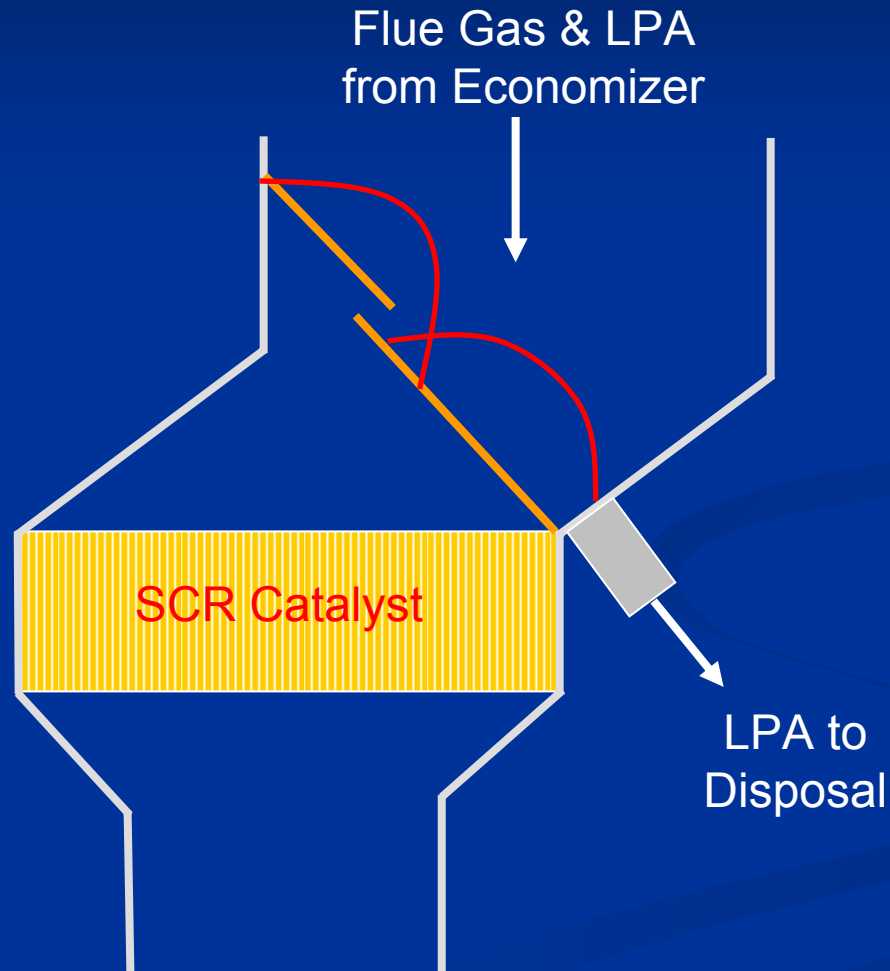 Flue Gas & LPA
from Economizer
SCR Catalyst
LPA to
Disposal